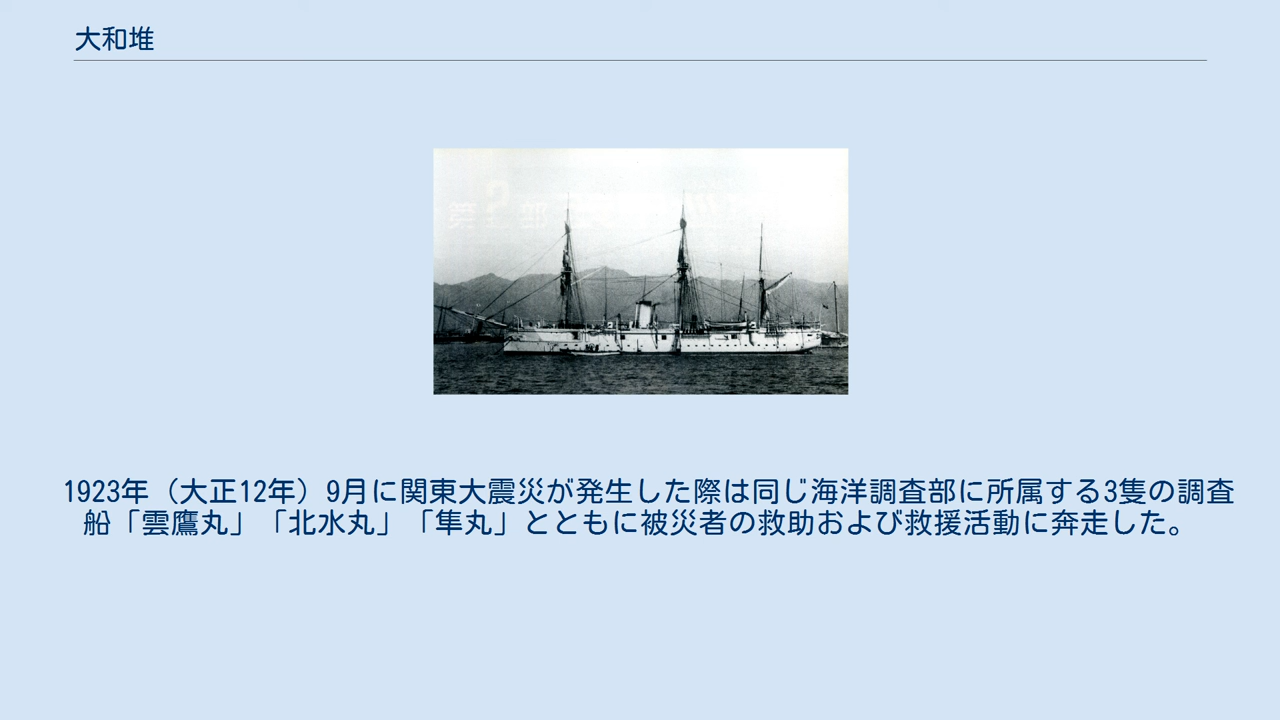 大和堆
1923年（大正12年）9月に関東大震災が発生した際は同じ海洋調査部に所属する3隻の調査
船「雲鷹丸」「北水丸」「隼丸」とともに被災者の救助および救援活動に奔走した。